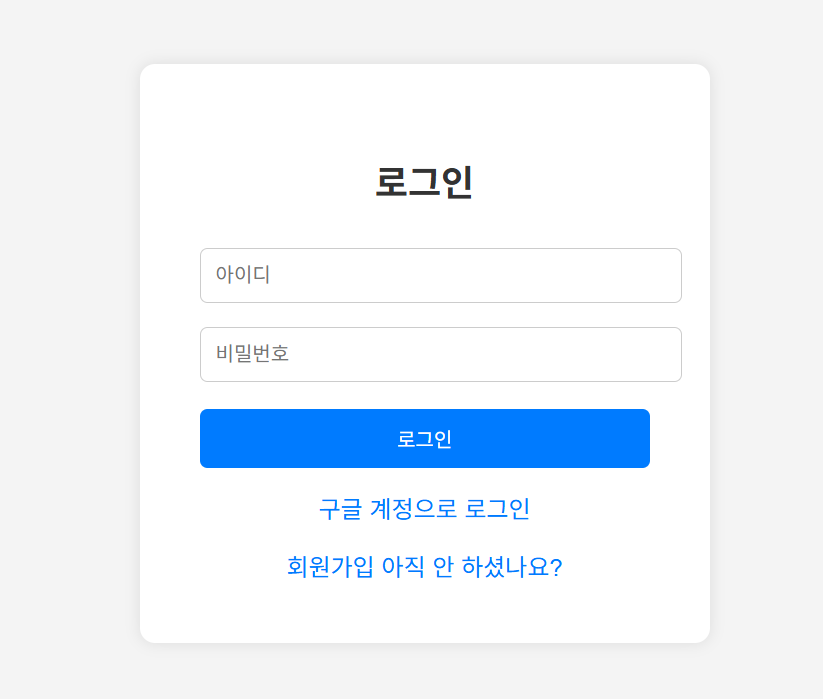 로그인
아이디
비밀번호
로그인
구글 계정으로 로그인
회원가입 아직 안 하셨나요?